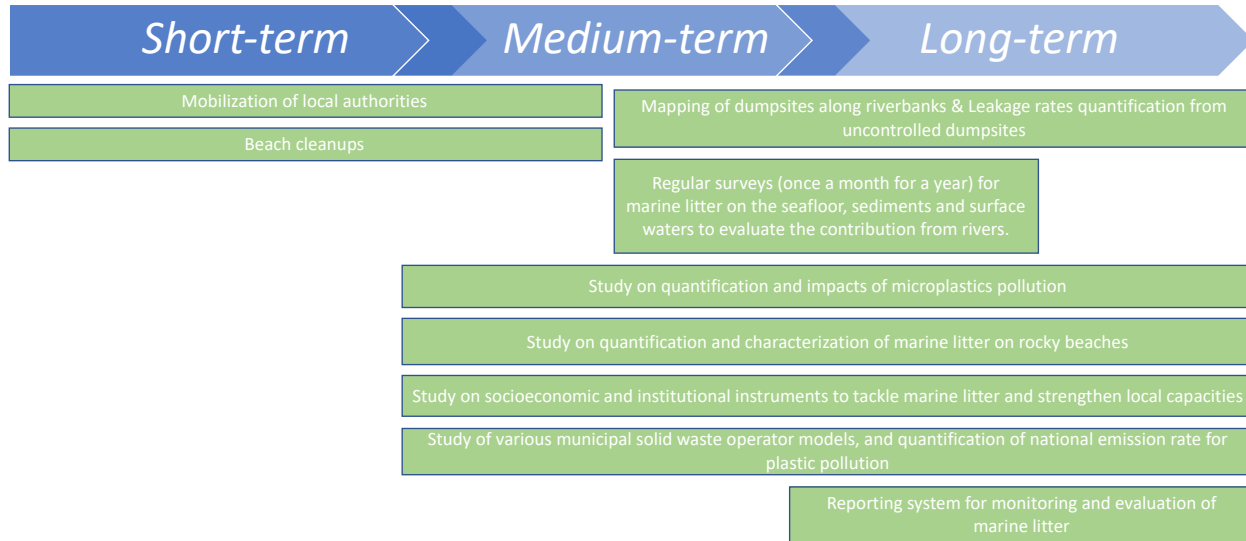 Short-term
Medium-term
Long-term
Mobilization of local authorities
Beach cleanups
Mapping of dumpsites along riverbanks & Leakage rates quantification from
uncontrolled dumpsites
Regular surveys (once a month for a year) for
marine litter on the seafloor, sediments and surface
waters to evaluate the contribution from rivers.
Study on quantification and impacts of microplastics pollution
Study on quantification and characterization of marine litter on rocky beaches
Study on socioeconomic and institutional instruments to tackle marine litter and strengthen local capacities
Study of various municipal solid waste operator models, and quantification of national emission rate for
plastic pollution
Reporting system for monitoring and evaluation of
marine litter